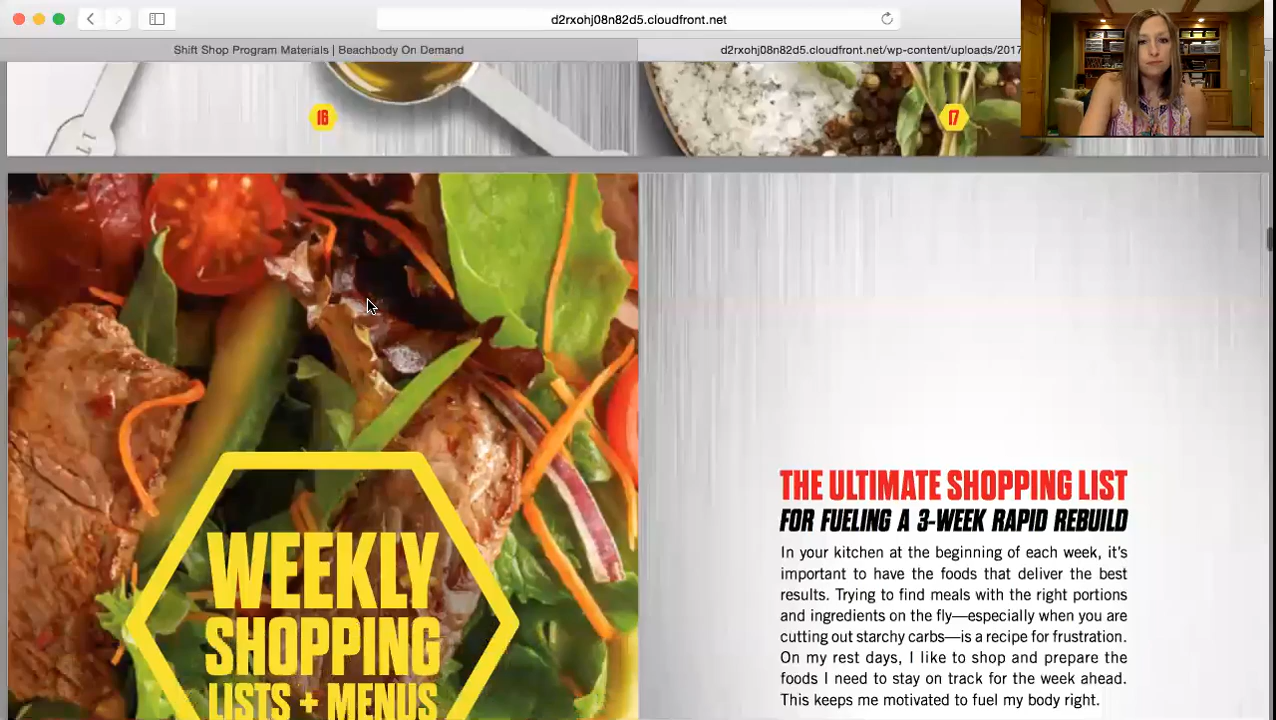 d2rxohj08n82d5.cloudfront.net
Shift Shop Program Materials | Beachbody On Demand
d2rxohj08n82d5.cloudfront.net/wp-content/uploads/2017
16
17
WEEKLY
SHOPPING
LISTS + MENUS
THE ULTIMATE SHOPPING LIST
FOR FUELING A 3-WEEK RAPID REBUILD
In your kitchen at the beginning of each week, it's
important to have the foods that deliver the best
results. Trying to find meals with the right portions
and ingredients on the fly—especially when you are
cutting out starchy carbs—is a recipe for frustration.
On my rest days, I like to shop and prepare the
foods I need to stay on track for the week ahead.
This keeps me motivated to fuel my body right.